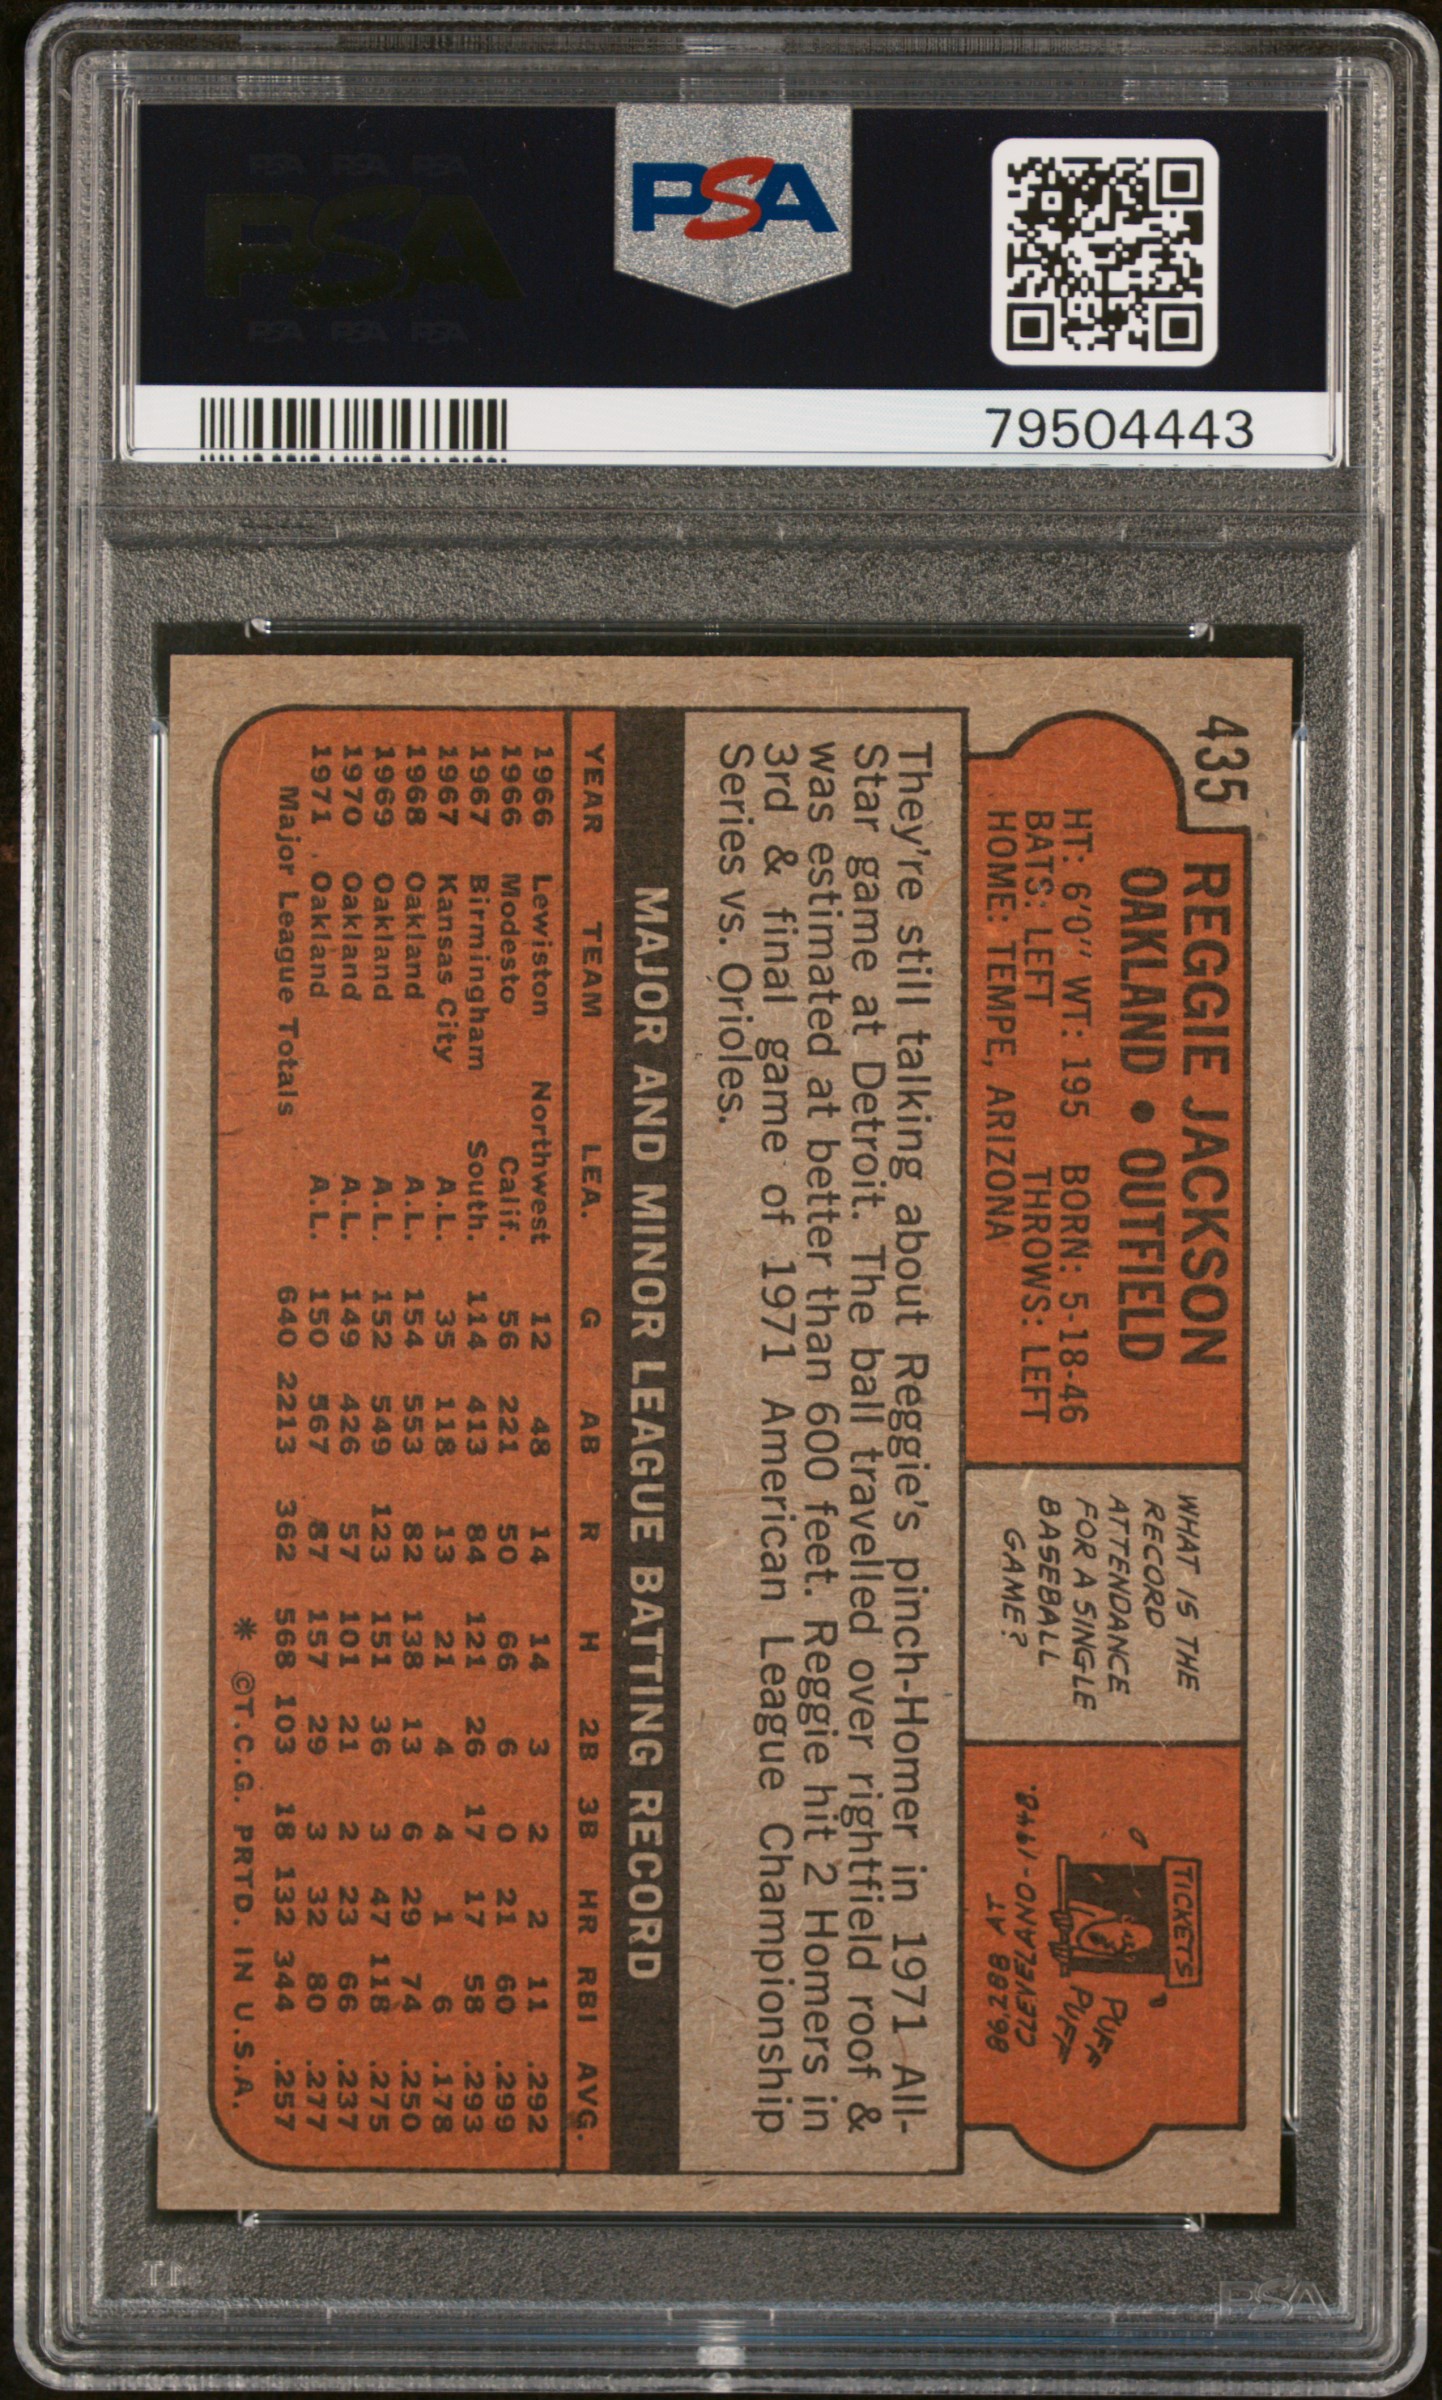 PSA PSA PSA
PSA
PSA PSA PSA
PSA
79504443
435
REGGIE JACKSON
OAKLAND ● OUTFIELD
HT: 6'0" WT: 195 BORN: 5-18-46
BATS: LEFT THROWS: LEFT
HOME: TEMPE, ARIZONA
WHAT IS THE
RECORD
ATTENDANCE
FOR A SINGLE
BASEBALL
GAME?
TICKETS
PUFF
PUFF
86,288 AT
CLEVELAND-1948.
They're still talking about Reggie's pinch-Homer in 1971 All-
Star game at Detroit. The ball travelled over rightfield roof &
was estimated at better than 600 feet. Reggie hit 2 Homers in
3rd & final game of 1971 American League Championship
Series vs. Orioles.
MAJOR AND MINOR LEAGUE BATTING RECORD
YEAR TEAM LEA. G AB R H 2B 3B HR RBI AVG.
1966 Lewiston Northwest 12 48 14 14 3 2 2 11 .292
1966 Modesto Calif. 56 221 50 66 6 0 21 60 .299
1967 Birmingham South. 114 413 84 121 26 17 17 58 .293
1967 Kansas City A.L. 35 118 13 21 4 4 1 6 .178
1968 Oakland A.L. 154 553 82 138 13 6 29 74 .250
1969 Oakland A.L. 152 549 123 151 36 3 47 118 .275
1970 Oakland A.L. 149 426 57 101 21 2 23 66 .237
1971 Oakland A.L. 150 567 87 157 29 3 32 80 .277
Major League Totals 640 2213 362 568 103 18 132 344 .257
* ©T.C.G. PRTD. IN U.S.A.
PSA